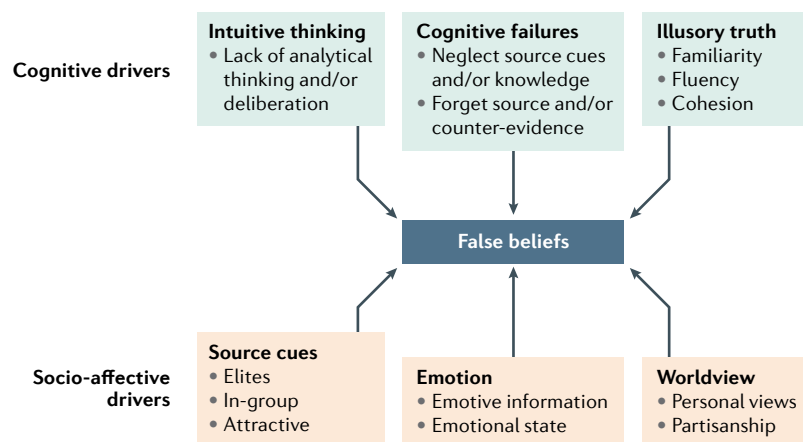 Cognitive drivers
Intuitive thinking
• Lack of analytical
thinking and/or
deliberation
Cognitive failures
• Neglect source cues
and/or knowledge
• Forget source and/or
counter-evidence
Illusory truth
• Familiarity
• Fluency
• Cohesion
False beliefs
Socio-affective
drivers
Source cues
• Elites
• In-group
• Attractive
Emotion
• Emotive information
• Emotional state
Worldview
• Personal views
• Partisanship